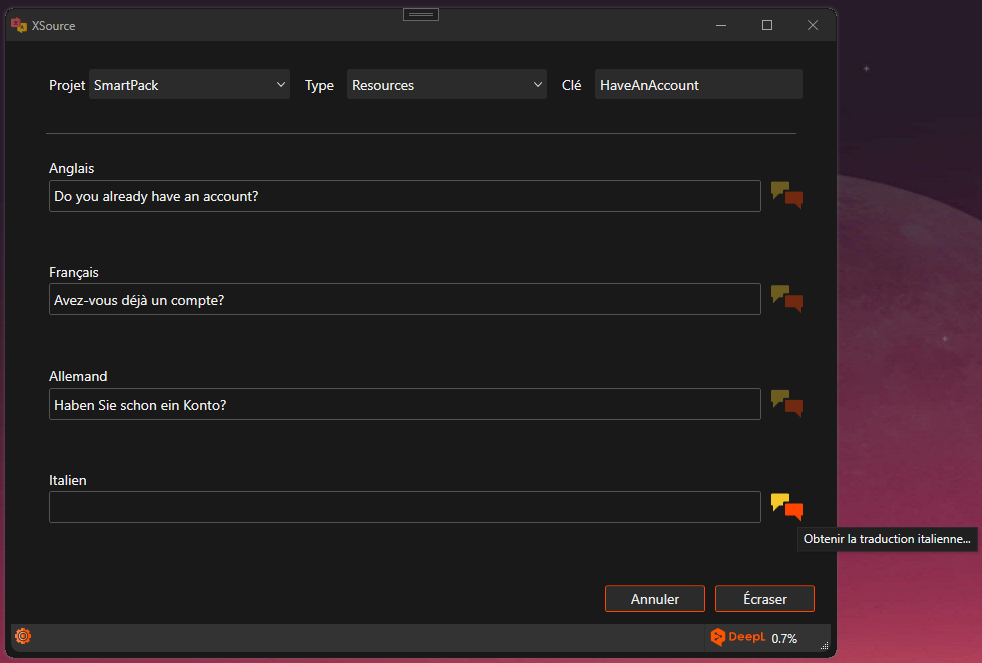 XSource
Projet SmartPack Type Resources Clé HaveAnAccount
Anglais
Do you already have an account?
Français
Avez-vous déjà un compte?
Allemand
Haben Sie schon ein Konto?
Italien
Obtenir la traduction italienne...
Annuler Écraser
DeepL 0.7%